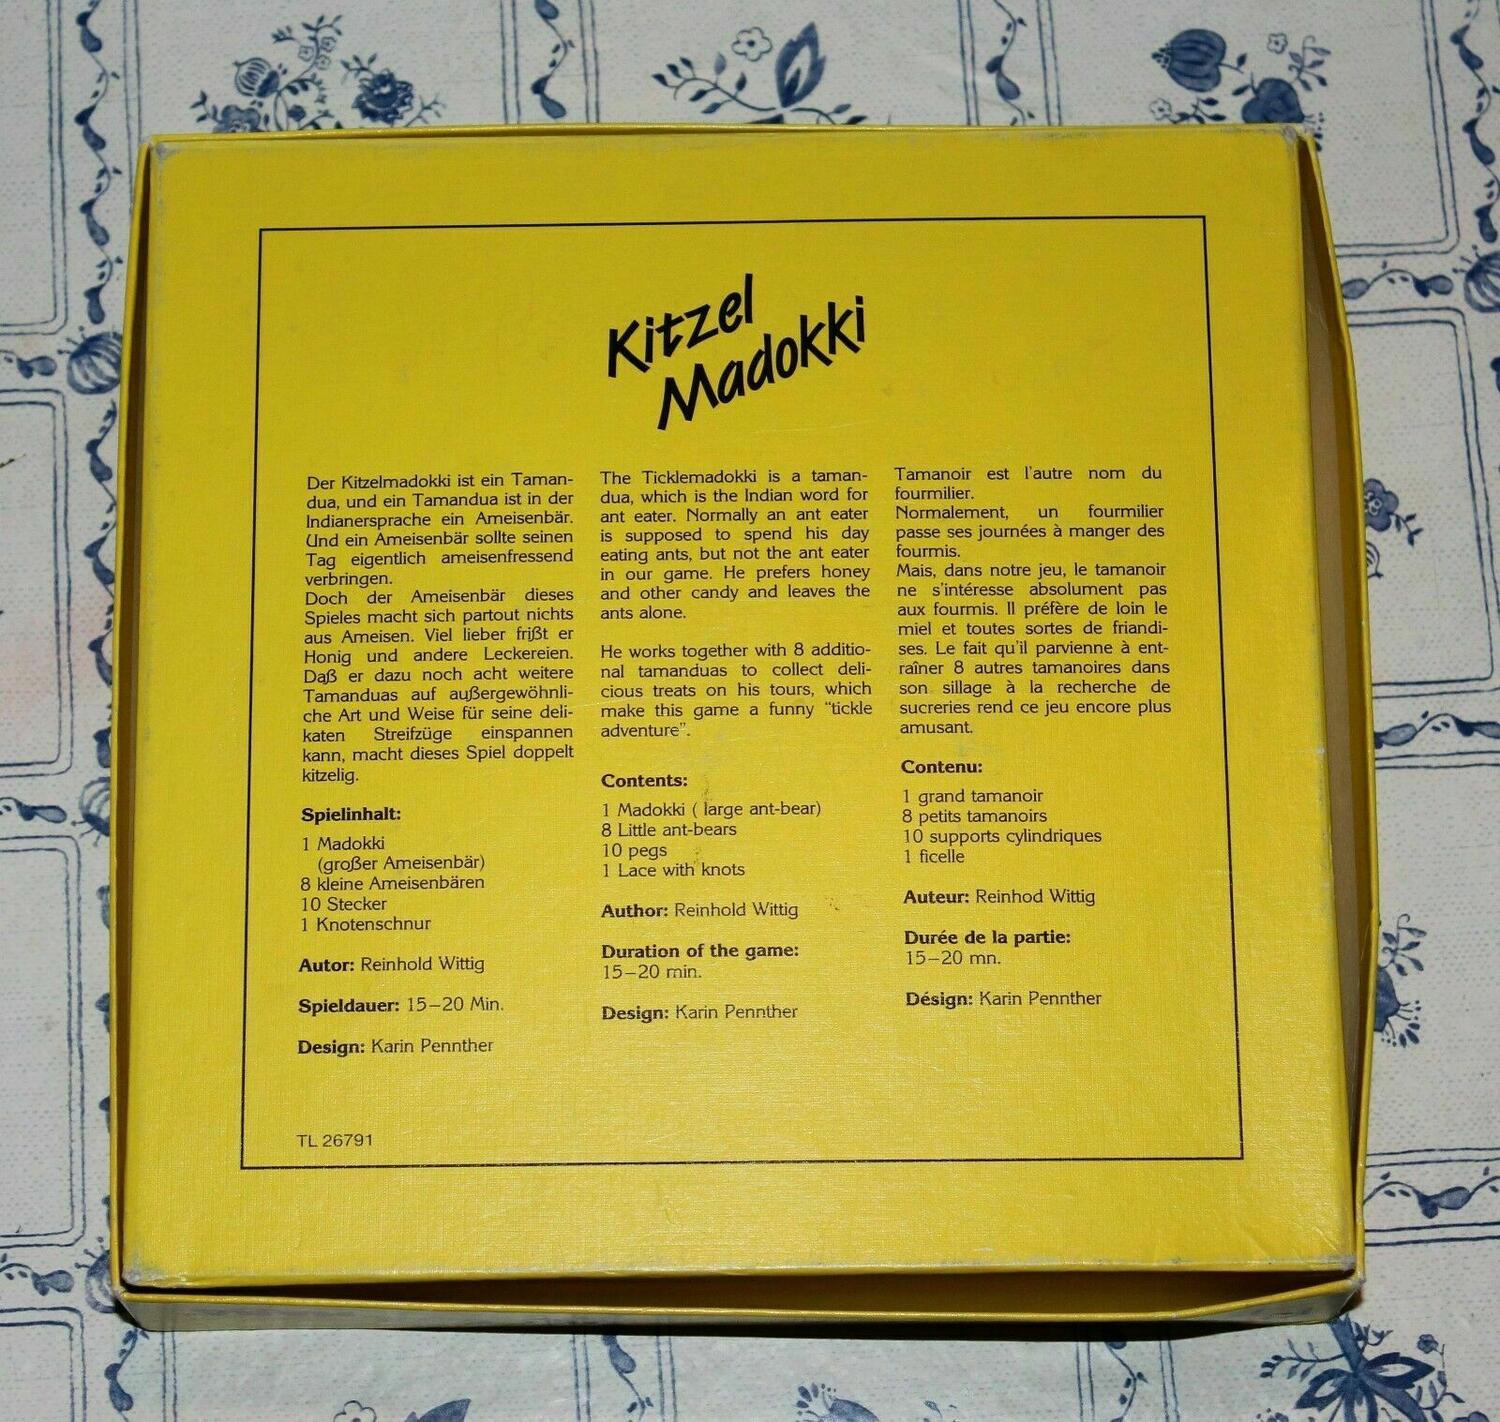 Kitzel
Madokki
Der Kitzelmadokki ist ein Taman-
dua, und ein Tamandua ist in der
Indianersprache ein Ameisenbär.
Und ein Ameisenbär sollte seinen
Tag eigentlich ameisenfressend
verbringen.
Doch der Ameisenbär dieses
Spieles macht sich partout nichts
aus Ameisen. Viel lieber frißt er
Honig und andere Leckereien.
Daß er dazu noch acht weitere
Tamanduas auf außergewöhnli-
che Art und Weise für seine deli-
katen Streifzüge einspannen
kann, macht dieses Spiel doppelt
kitzelig.
Spielinhalt:
1 Madokki
(großer Ameisenbär)
8 kleine Ameisenbären
10 Stecker
1 Knotenschnur
Autor: Reinhold Wittig
Spieldauer: 15–20 Min.
Design: Karin Pennther
TL 26791
The Ticklemadokki is a taman-
dua, which is the Indian word for
ant eater. Normally an ant eater
is supposed to spend his day
eating ants, but not the ant eater
in our game. He prefers honey
and other candy and leaves the
ants alone.
He works together with 8 additio-
nal tamanduas to collect deli-
cious treats on his tours, which
make this game a funny “tickle
adventure”.
Contents:
1 Madokki ( large ant-bear)
8 Little ant-bears
10 pegs
1 Lace with knots
Author: Reinhold Wittig
Duration of the game:
15–20 min.
Design: Karin Pennther
Tamanoir est l'autre nom du
fourmilier.
Normalement, un fourmilier
passe ses journées à manger des
fourmis.
Mais, dans notre jeu, le tamanoir
ne s'intéresse absolument pas
aux fourmis. Il préfère de loin le
miel et toutes sortes de friandi-
ses. Le fait qu'il parvienne à ent-
raîner 8 autres tamanoires dans
son sillage à la recherche de
sucreries rend ce jeu encore plus
amusant.
Contenu:
1 grand tamanoir
8 petits tamanoirs
10 supports cylindriques
1 ficelle
Auteur: Reinhod Wittig
Durée de la partie:
15–20 mn.
Désign: Karin Pennther